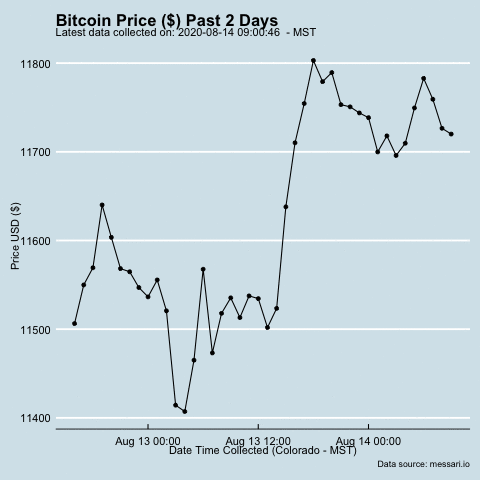 Bitcoin Price ($) Past 2 Days
Latest data collected on: 2020-08-14 09:00:46 - MST
11800
11700
11600
11500
11400
Price USD ($)
Aug 13 00:00 Aug 13 12:00 Aug 14 00:00
Date Time Collected (Colorado - MST)
Data source: messari.io